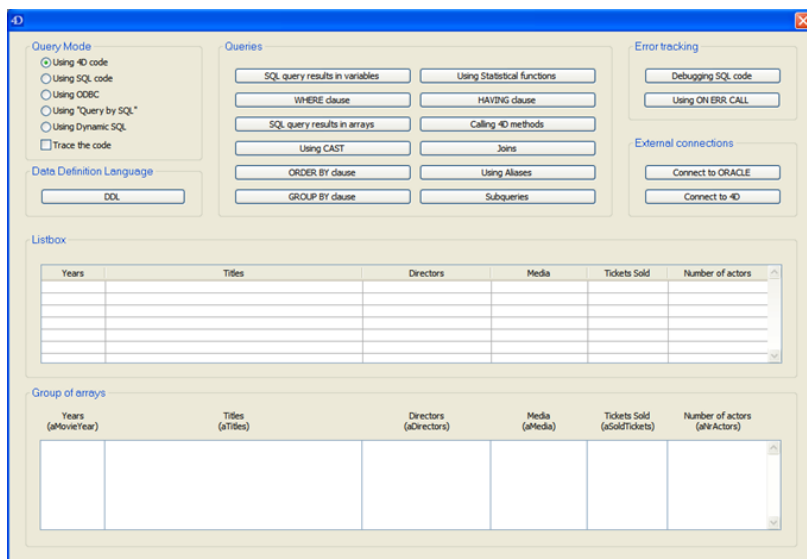 4D
Query Mode
Using 4D code
Using SQL code
Using ODBC
Using "Query by SQL"
Using Dynamic SQL
Trace the code
Data Definition Language
DDL
Queries
SQL query results in variables
Using Statistical functions
WHERE clause
HAVING clause
SQL query results in arrays
Calling 4D methods
Using CAST
Joins
ORDER BY clause
Using Aliases
GROUP BY clause
Subqueries
Error tracking
Debugging SQL code
Using ON ERR CALL
External connections
Connect to ORACLE
Connect to 4D
Listbox
Years Titles Directors Media Tickets Sold Number of actors
Group of arrays
Years Titles Directors Media Tickets Sold Number of actors
(aMovieYear) (aTitles) (aDirectors) (aMedia) (aSoldTickets) (aNrActors)